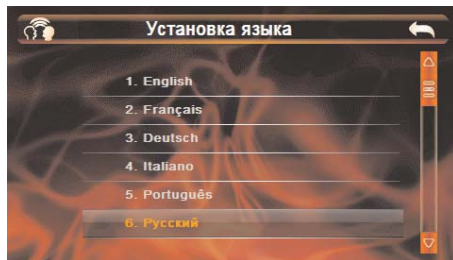 Установка языка
1. English
2. Français
3. Deutsch
4. Italiano
5. Português
6. Русский